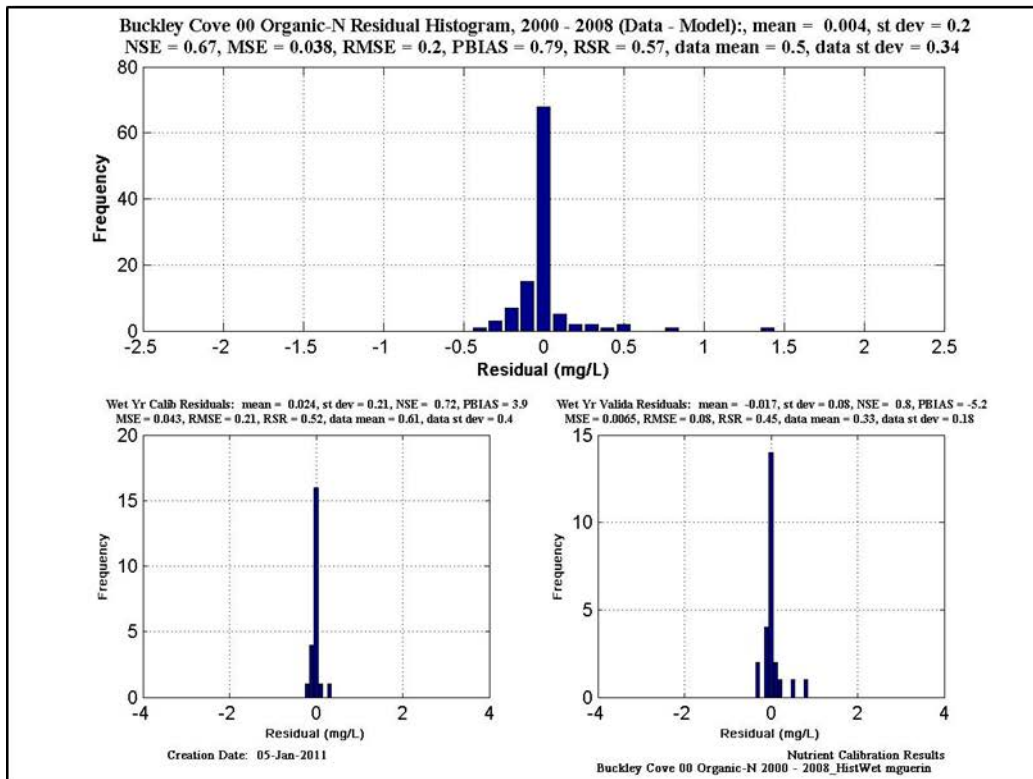 Buckley Cove 00 Organic-N Residual Histogram, 2000 - 2008 (Data - Model):, mean = 0.004, st dev = 0.2
NSE = 0.67, MSE = 0.038, RMSE = 0.2, PBIAS = 0.79, RSR = 0.57, data mean = 0.5, data st dev = 0.34
80
60
40
20
0
Frequency
-2.5 -2 -1.5 -1 -0.5 0 0.5 1 1.5 2 2.5
Residual (mg/L)
Wet Yr Calib Residuals: mean = 0.024, st dev = 0.21, NSE = 0.72, PBIAS = 3.9
MSE = 0.043, RMSE = 0.21, RSR = 0.52, data mean = 0.61, data st dev = 0.4
20
15
10
5
0
Frequency
-4 -2 0 2 4
Residual (mg/L)
Wet Yr Valida Residuals: mean = -0.017, st dev = 0.08, NSE = 0.8, PBIAS = -5.2
MSE = 0.0065, RMSE = 0.08, RSR = 0.45, data mean = 0.33, data st dev = 0.18
15
10
5
0
Frequency
-4 -2 0 2 4
Residual (mg/L)
Creation Date: 05-Jan-2011
Nutrient Calibration Results
Buckley Cove 00 Organic-N 2000 - 2008_HistWet mguerin